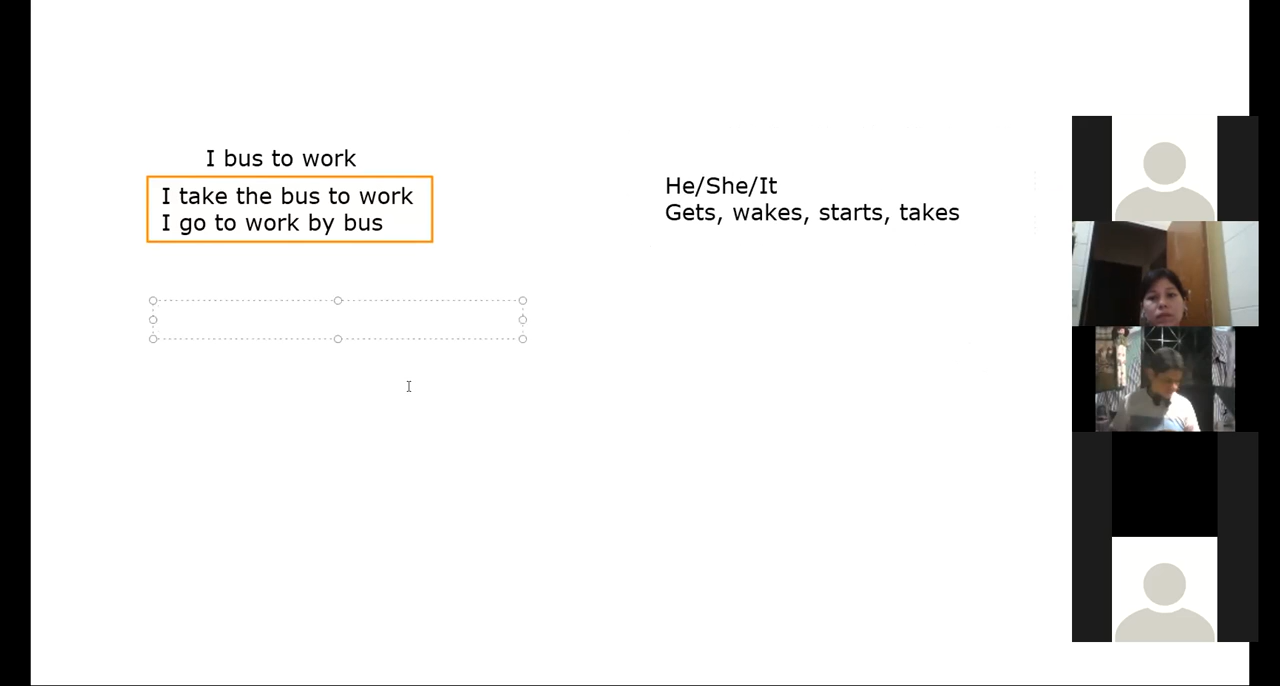 I bus to work
I take the bus to work
I go to work by bus
He/She/It
Gets, wakes, starts, takes